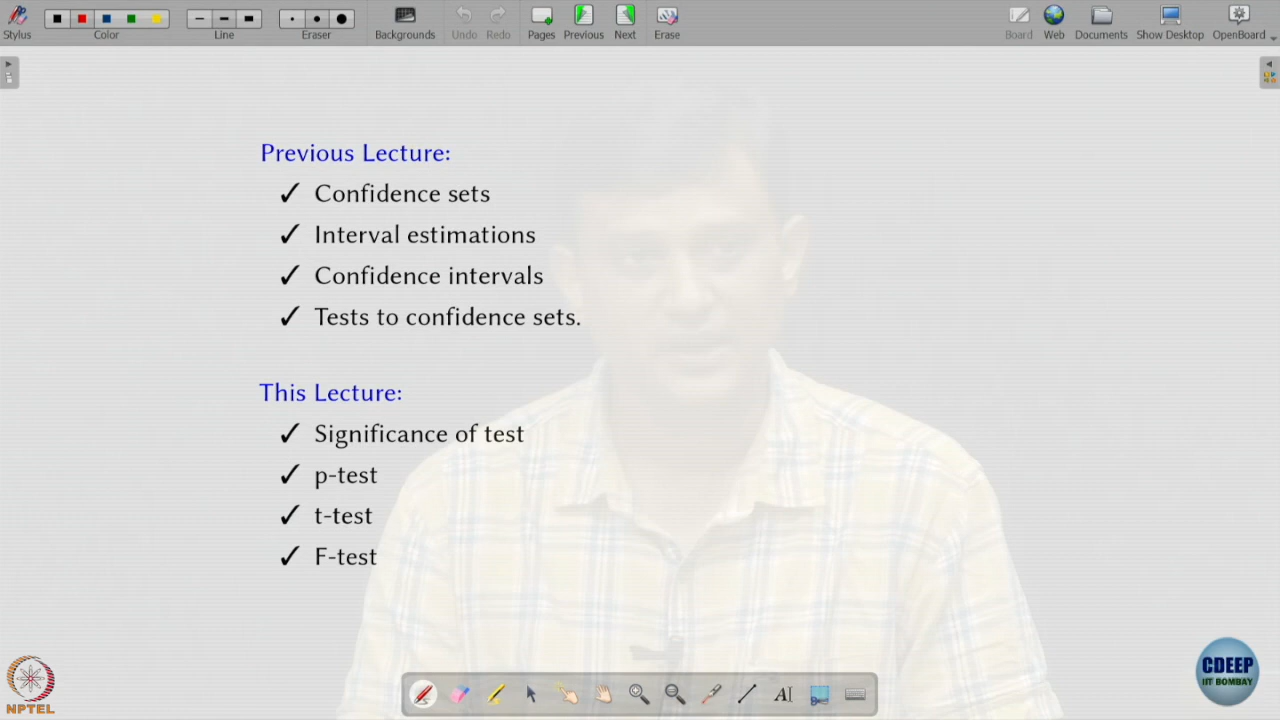 Stylus
Color
Line
Eraser
Backgrounds
Undo
Redo
Pages
Previous
Next
Erase
Board
Web
Documents
Show Desktop
OpenBoard
Previous Lecture:
✓ Confidence sets
✓ Interval estimations
✓ Confidence intervals
✓ Tests to confidence sets.
This Lecture:
✓ Significance of test
✓ p-test
✓ t-test
✓ F-test
NPTEL
CDEEP
IIT BOMBAY
AI